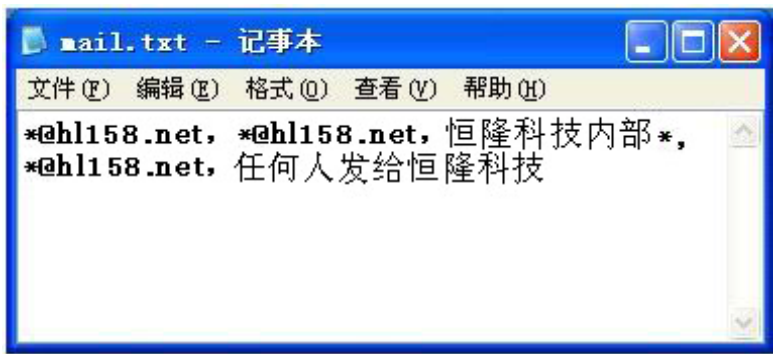 mail.txt - 记事本
文件(F) 编辑(E) 格式(O) 查看(V) 帮助(H)
*@hl158.net，*@hl158.net，恒隆科技内部*，
*@hl158.net，任何人发给恒隆科技